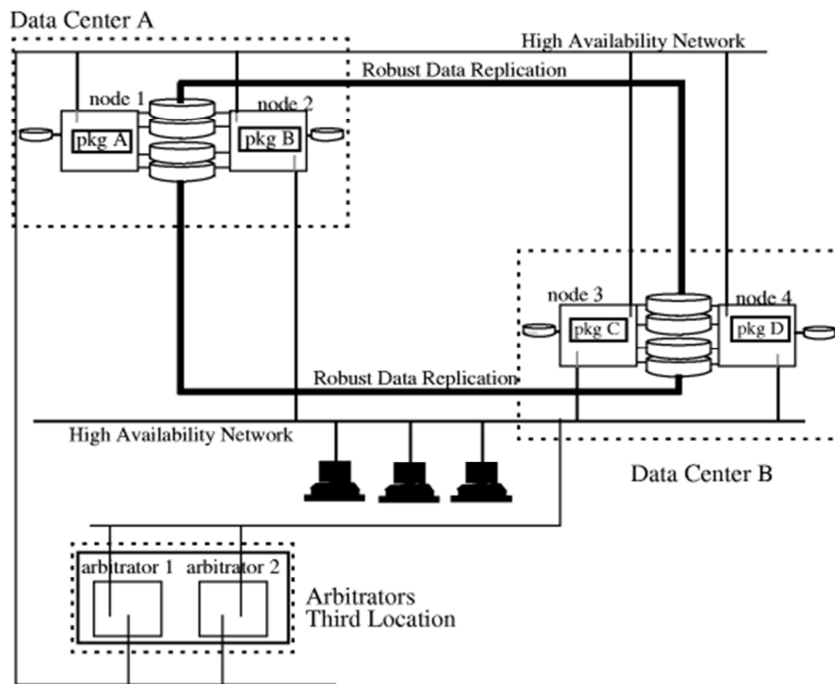 Data Center A
High Availability Network
Robust Data Replication
node 1
node 2
pkg A
pkg B
node 3
node 4
pkg C
pkg D
Robust Data Replication
High Availability Network
Data Center B
arbitrator 1
arbitrator 2
Arbitrators
Third Location